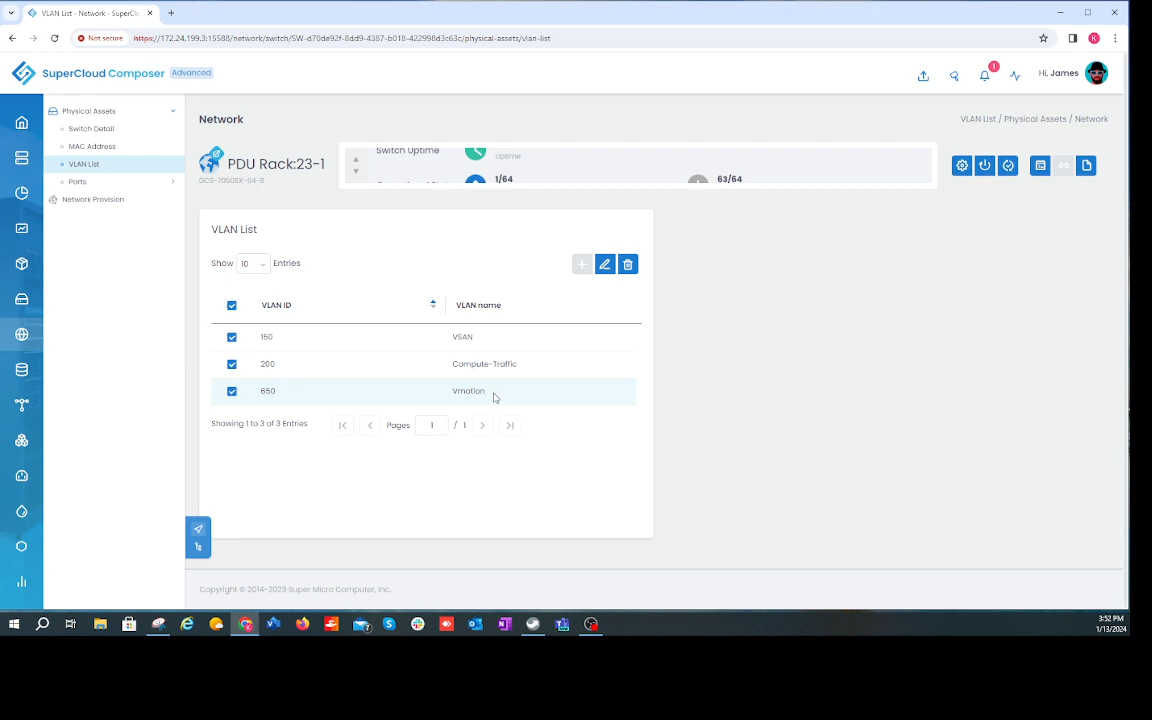 VLAN List - Network - SuperClo
Not secure
https://172.24.199.3:15588/network/switch/SW-d70de92f-8dd9-4387-b018-422998d3c63c/physical-assets/vlan-list
SuperCloud Composer Advanced
1
Hi, James
Physical Assets
Switch Detail
MAC Address
VLAN List
Ports
Network Provision
Network
VLAN List / Physical Assets / Network
PDU Rack:23-1
DCS-7050SX-64-R
Switch Uptime
Uptime
1/64
63/64
VLAN List
Show 10 Entries
VLAN ID VLAN name
150 VSAN
200 Compute-Traffic
650 Vmotion
Showing 1 to 3 of 3 Entries
Pages 1 / 1
Copyright © 2014-2023 Super Micro Computer, Inc.
7
3:52 PM
1/13/2024